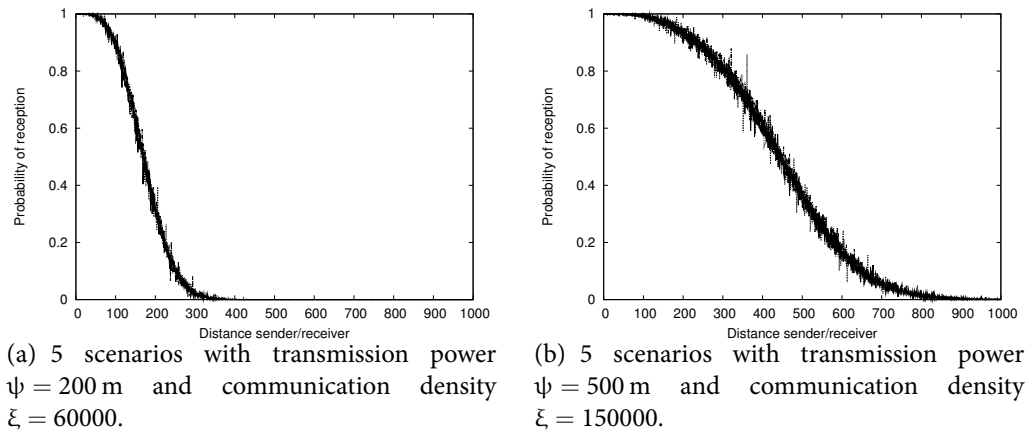 1
0.8
0.6
0.4
0.2
0
Probability of reception
0 100 200 300 400 500 600 700 800 900 1000
Distance sender/receiver
(a) 5 scenarios with transmission power
ψ = 200 m and communication density
ξ = 60000.
1
0.8
0.6
0.4
0.2
0
Probability of reception
0 100 200 300 400 500 600 700 800 900 1000
Distance sender/receiver
(b) 5 scenarios with transmission power
ψ = 500 m and communication density
ξ = 150000.